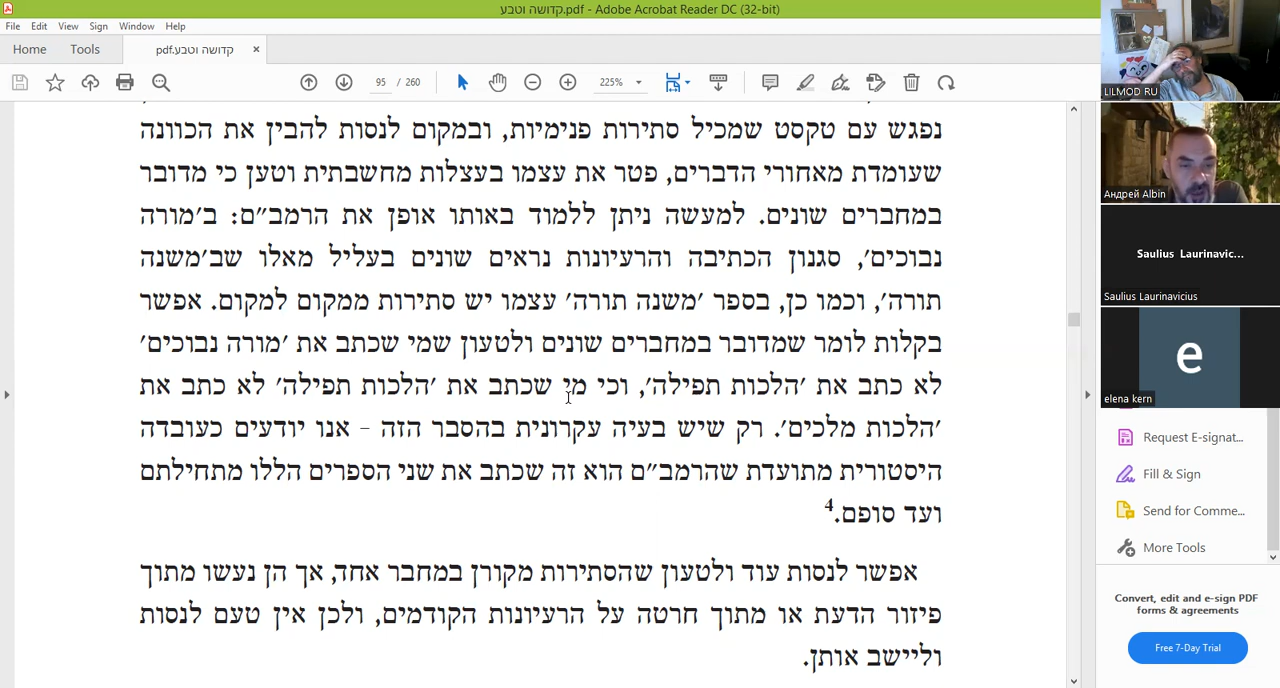 קדושה וטבע.pdf - Adobe Acrobat Reader DC (32-bit)
File Edit View Sign Window Help
Home Tools קדושה וטבע.pdf ×
95 / 260 225%
נפגש עם טקסט שמכיל סתירות פנימיות, ובמקום לנסות להבין את הכוונה
שעומדת מאחורי הדברים, פטר את עצמו בעצלות מחשבתית וטען כי מדובר
במחברים שונים. למעשה ניתן ללמוד באותו אופן את הרמב״ם: ב׳מורה
נבוכים׳, סגנון הכתיבה והרעיונות נראים שונים בעליל מאלו שב׳משנה
תורה׳, וכמו כן, בספר ׳משנה תורה׳ עצמו יש סתירות ממקום למקום. אפשר
בקלות לומר שמדובר במחברים שונים ולטעון שמי שכתב את ׳מורה נבוכים׳
לא כתב את ׳הלכות תפילה׳, וכי מי שכתב את ׳הלכות תפילה׳ לא כתב את
׳הלכות מלכים׳. רק שיש בעיה עקרונית בהסבר הזה – אנו יודעים כעובדה
היסטורית מתועדת שהרמב״ם הוא זה שכתב את שני הספרים הללו מתחילתם
ועד סופם.4
אפשר לנסות עוד ולטעון שהסתירות מקורן במחבר אחד, אך הן נעשו מתוך
פיזור הדעת או מתוך חרטה על הרעיונות הקודמים, ולכן אין טעם לנסות
וליישב אותן.
LILMOD RU
Андрей Albin
Saulius Laurinavic...
Saulius Laurinavicius
e
elena kern
Request E-signat...
Fill & Sign
Send for Comme...
More Tools
Convert, edit and e-sign PDF
forms & agreements
Free 7-Day Trial